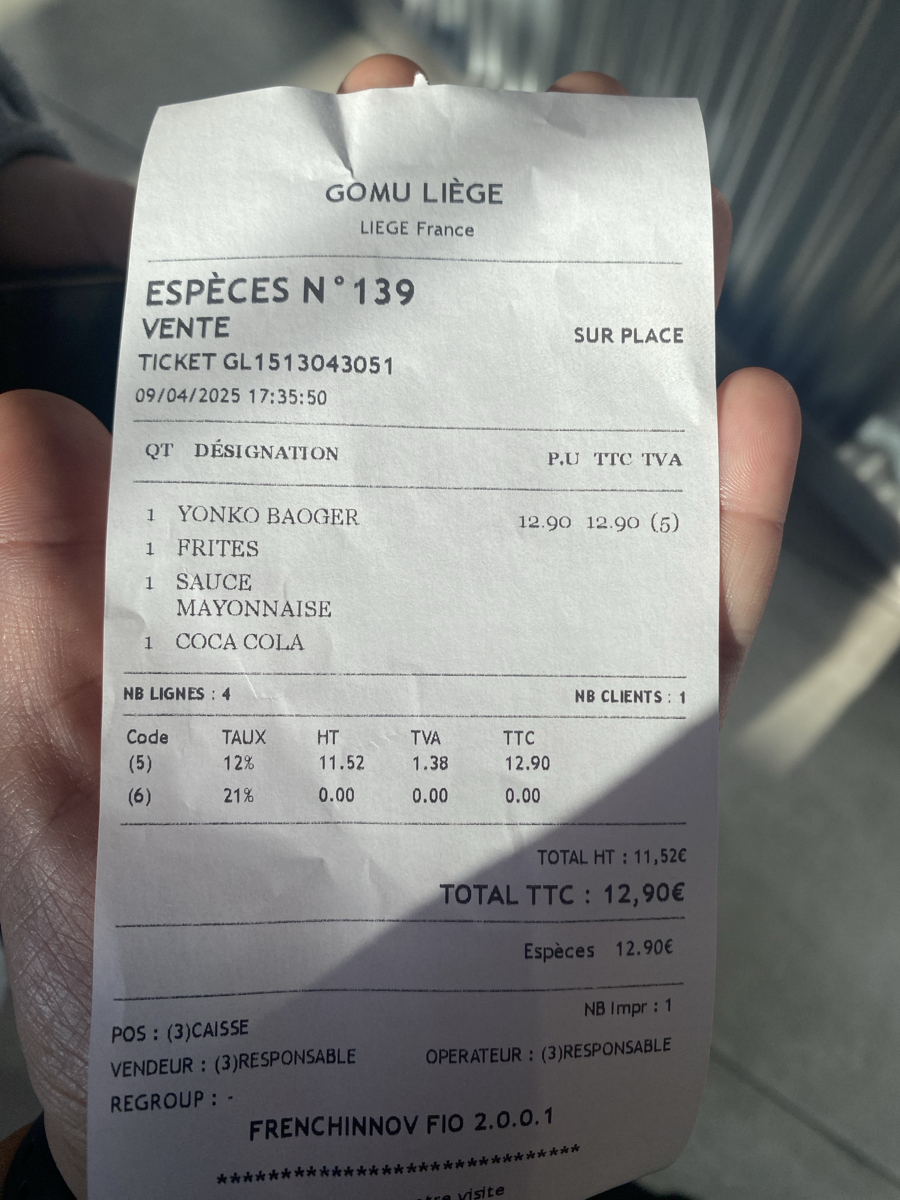 GOMU LIÈGE
LIEGE France
ESPÈCES N°139
VENTE
SUR PLACE
TICKET GL1513043051
09/04/2025 17:35:50
QT DÉSIGNATION P.U TTC TVA
1 YONKO BAOGER 12.90 12.90 (5)
1 FRITES
1 SAUCE
MAYONNAISE
1 COCA COLA
NB LIGNES : 4 NB CLIENTS : 1
Code TAUX HT TVA TTC
(5) 12% 11.52 1.38 12.90
(6) 21% 0.00 0.00 0.00
TOTAL HT : 11,52€
TOTAL TTC : 12,90€
Espèces 12.90€
NB Impr : 1
POS : (3)CAISSE
VENDEUR : (3)RESPONSABLE OPERATEUR : (3)RESPONSABLE
REGROUP : -
FRENCHINNOV FIO 2.0.0.1
****************************
visite